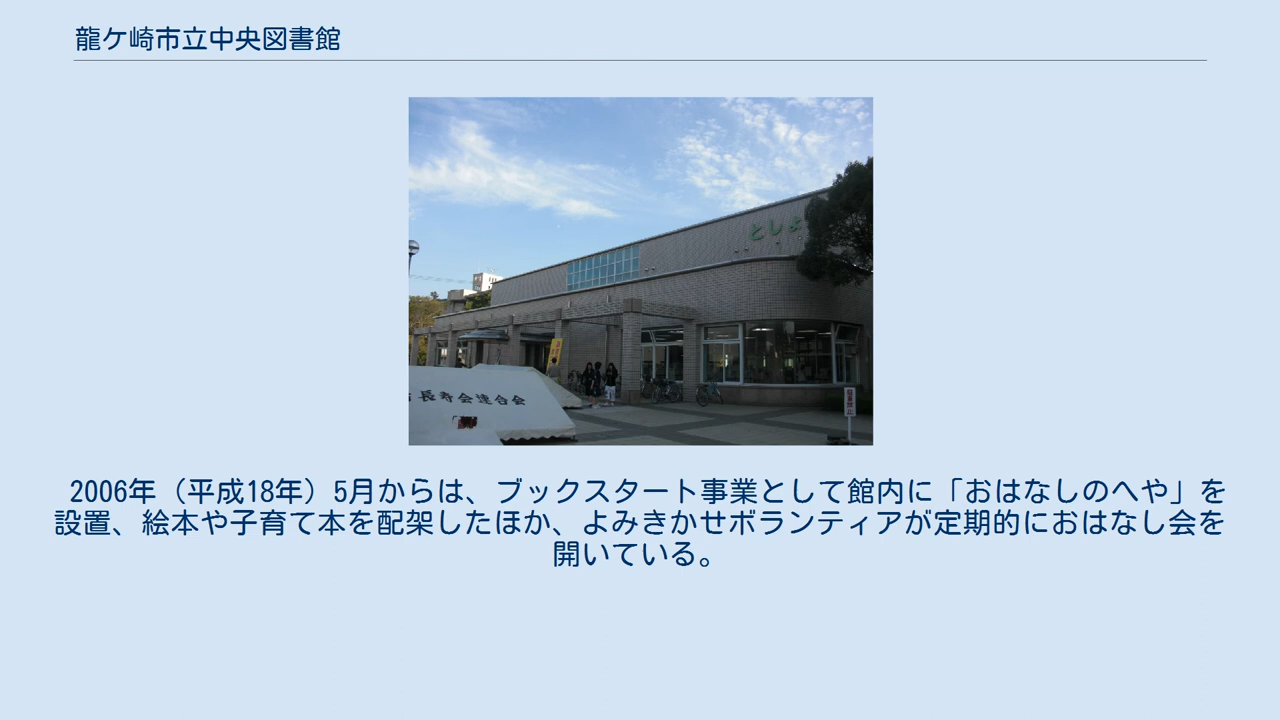 龍ケ崎市立中央図書館
としょ
長寿会連合会
2006年（平成18年）5月からは、ブックスタート事業として館内に「おはなしのへや」を
設置、絵本や子育て本を配架したほか、よみきかせボランティアが定期的におはなし会を
開いている。